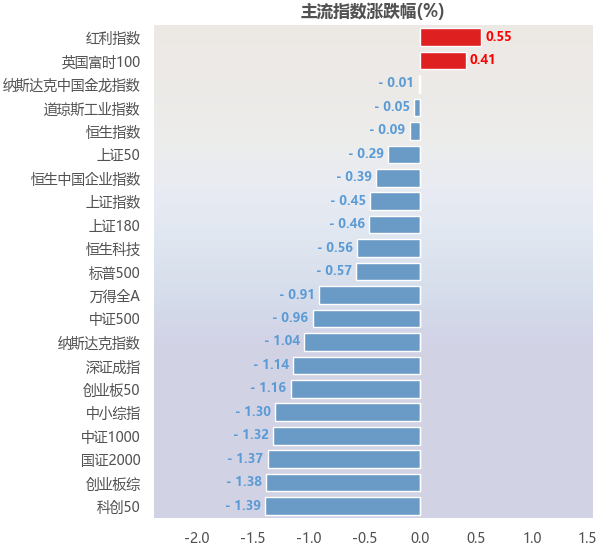 主流指数涨跌幅(%)
红利指数 0.55
英国富时100 0.41
纳斯达克中国金龙指数 - 0.01
道琼斯工业指数 - 0.05
恒生指数 - 0.09
上证50 - 0.29
恒生中国企业指数 - 0.39
上证指数 - 0.45
上证180 - 0.46
恒生科技 - 0.56
标普500 - 0.57
万得全A - 0.91
中证500 - 0.96
纳斯达克指数 - 1.04
深证成指 - 1.14
创业板50 - 1.16
中小综指 - 1.30
中证1000 - 1.32
国证2000 - 1.37
创业板综 - 1.38
科创50 - 1.39
-2.0 -1.5 -1.0 -0.5 0.0 0.5 1.0 1.5